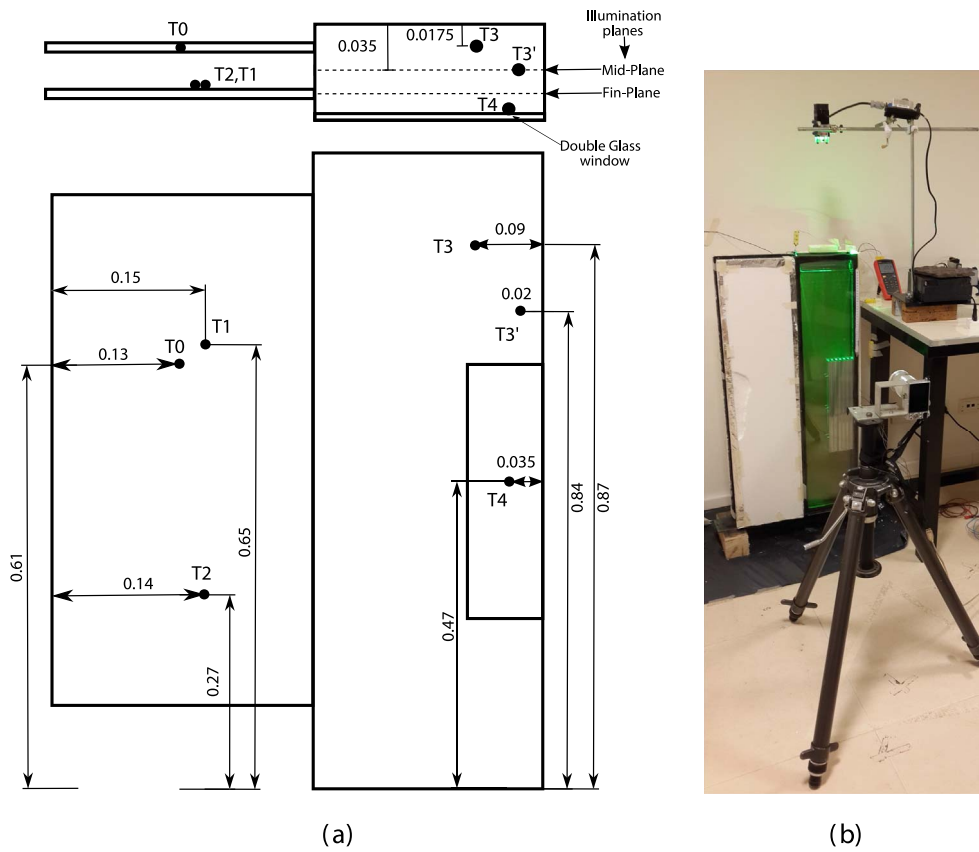 Illumination
planes
T0
0.035
0.0175
T3
T3'
Mid-Plane
T2,T1
Fin-Plane
T4
Double Glass
window
T3
0.09
0.15
0.02
T1
T3'
T0
0.13
0.035
T4
0.84
0.87
0.61
0.65
0.47
0.14
T2
0.27
(a)
(b)